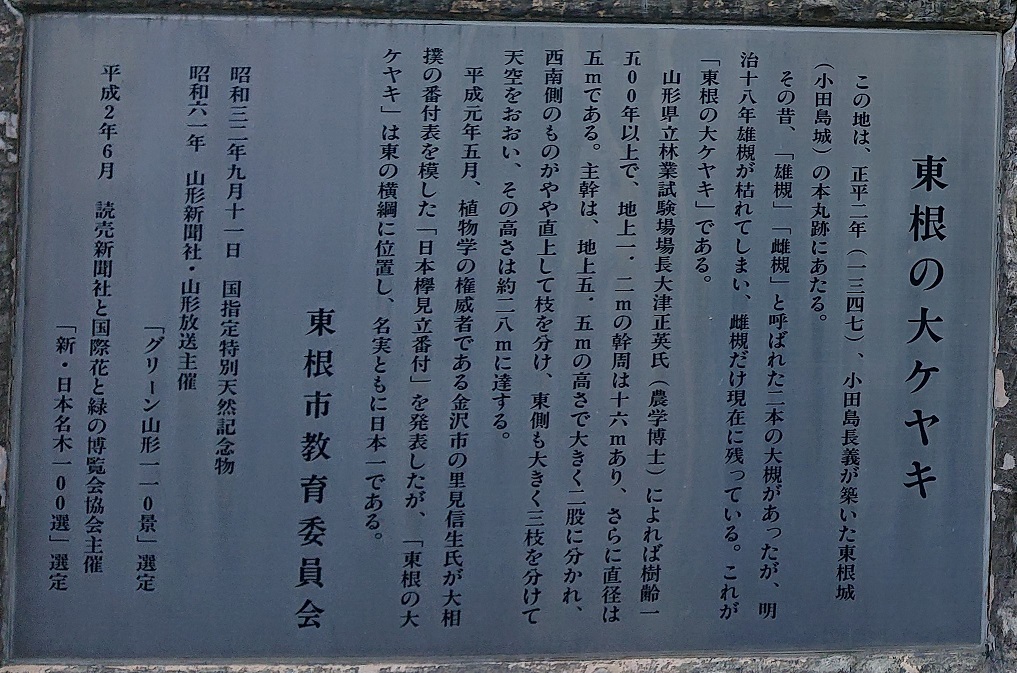 東根の大ケヤキ
この地は、正平二年（一三四七）、小田島長義が築いた東根城
（小田島城）の本丸跡にあたる。
その昔、「雄槻」「雌槻」と呼ばれた二本の大槻があったが、明
治十八年雄槻が枯れてしまい、雌槻だけ現在に残っている。これが
「東根の大ケヤキ」である。
山形県立林業試験場場長大津正英氏（農学博士）によれば樹齢一
五00年以上で、地上一．二mの幹周は十六mあり、さらに直径は
五mである。主幹は、地上五．五mの高さで大きく二股に分かれ、
西南側のものがやや直上して枝を分け、東側も大きく三枝を分けて
天空をおおい、その高さは約二八mに達する。
平成元年五月、植物学の権威者である金沢市の里見信生氏が大相
撲の番付表を模した「日本欅見立番付」を発表したが、「東根の大
ケヤキ」は東の横綱に位置し、名実ともに日本一である。
東根市教育委員会
昭和三二年九月十一日　国指定特別天然記念物
昭和六一年　山形新聞社・山形放送主催
「グリーン山形一一0景」選定
平成2年6月　読売新聞社と国際花と緑の博覧会協会主催
「新・日本名木一00選」選定